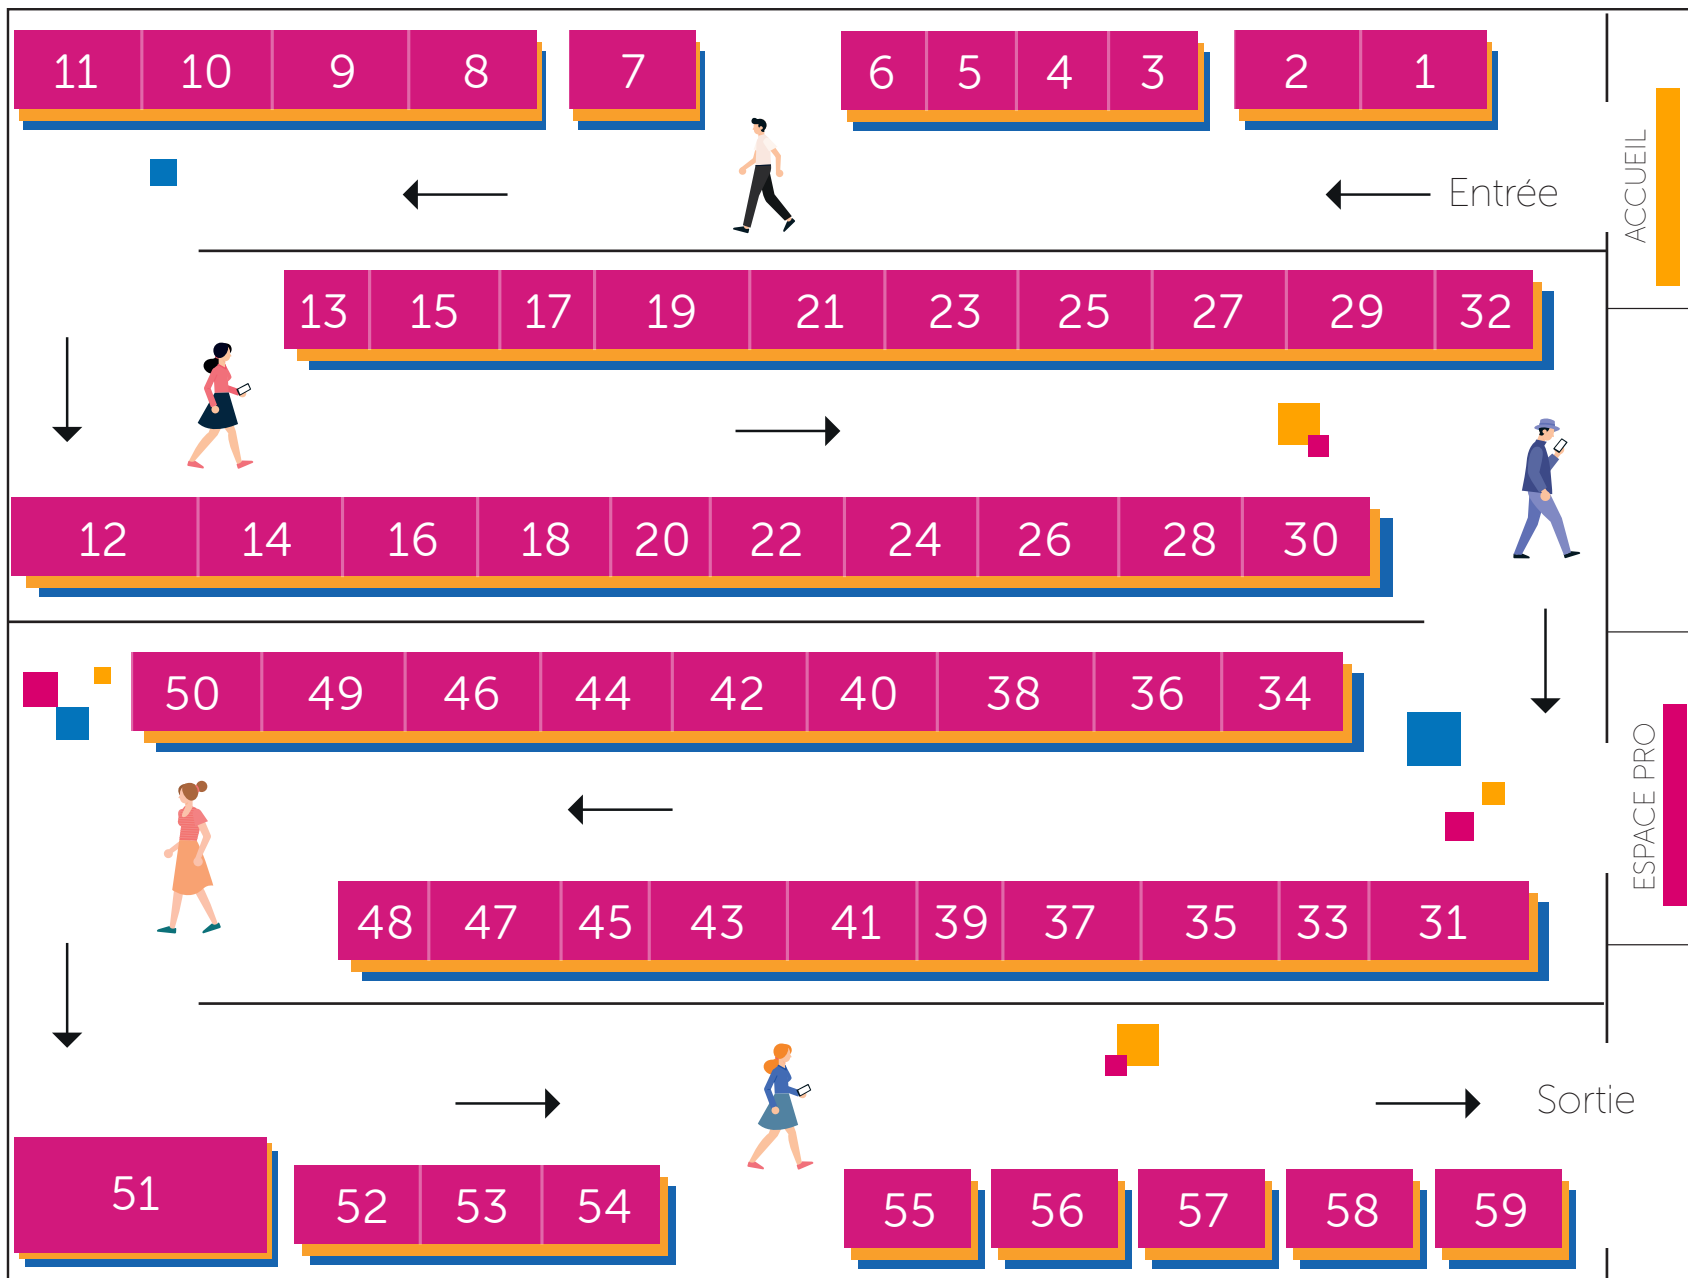 11 10 9 8 7 6 5 4 3 2 1
ACCUEIL
Entrée
13 15 17 19 21 23 25 27 29 32
12 14 16 18 20 22 24 26 28 30
50 49 46 44 42 40 38 36 34
ESPACE PRO
48 47 45 43 41 39 37 35 33 31
Sortie
51 52 53 54 55 56 57 58 59